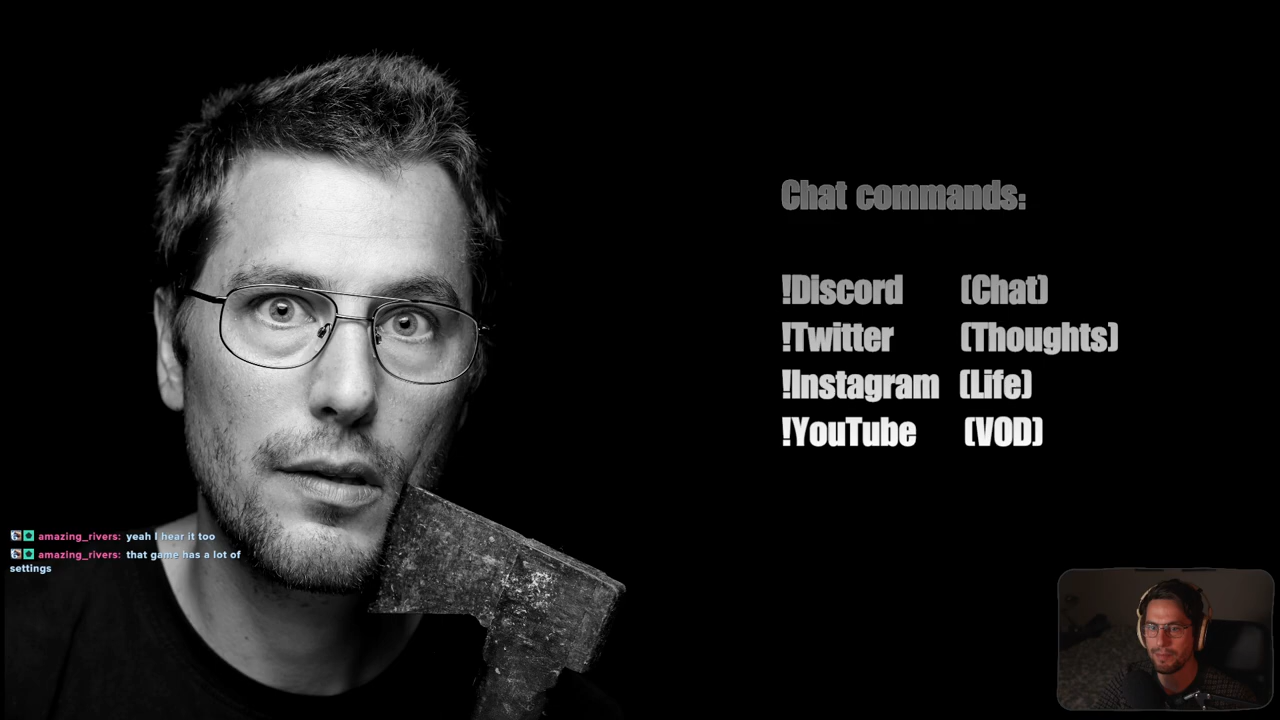 Chat commands:
!Discord (Chat)
!Twitter (Thoughts)
!Instagram (Life)
!YouTube (VOD)
amazing_rivers: yeah I hear it too
amazing_rivers: that game has a lot of
settings